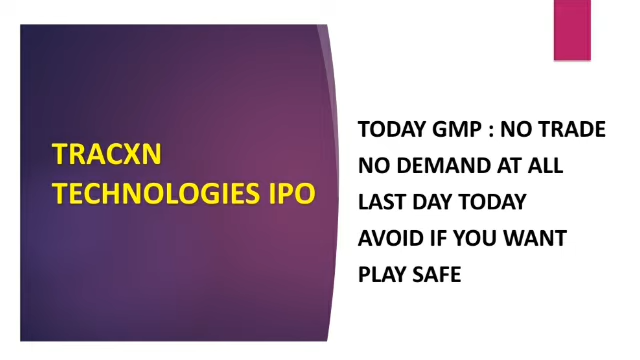 TRACXN
TECHNOLOGIES IPO
TODAY GMP : NO TRADE
NO DEMAND AT ALL
LAST DAY TODAY
AVOID IF YOU WANT
PLAY SAFE